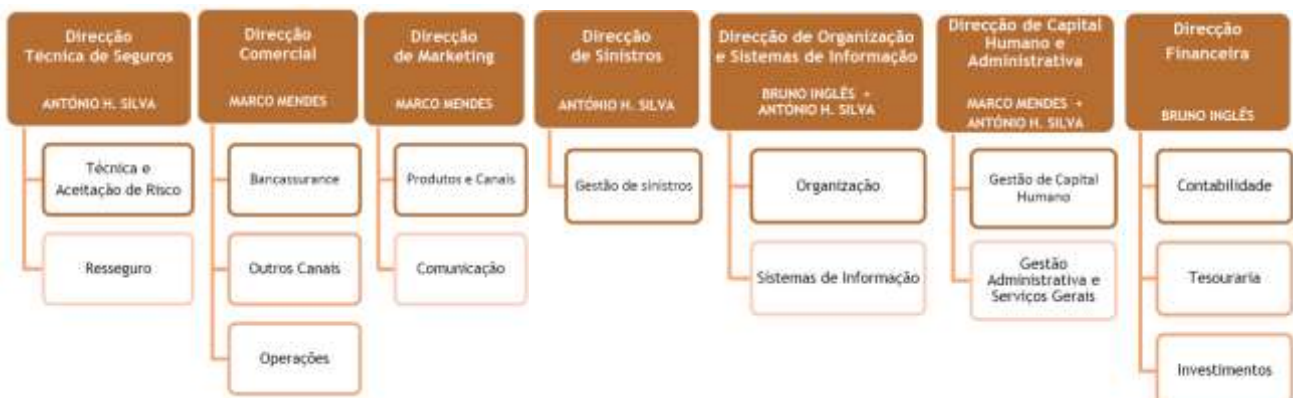 Direcção
Técnica de Seguros
ANTÓNIO H. SILVA
Técnica e
Aceitação de Risco
Resseguro
Direcção
Comercial
MARCO MENDES
Bancassurance
Outros Canais
Operações
Direcção
de Marketing
MARCO MENDES
Produtos e Canais
Comunicação
Direcção
de Sinistros
ANTÓNIO H. SILVA
Gestão de sinistros
Direcção de Organização
e Sistemas de Informação
BRUNO INGLÊS +
ANTÓNIO H. SILVA
Organização
Sistemas de Informação
Direcção de Capital
Humano e
Administrativa
MARCO MENDES +
ANTÓNIO H. SILVA
Gestão de Capital
Humano
Gestão
Administrativa e
Serviços Gerais
Direcção
Financeira
BRUNO INGLÊS
Contabilidade
Tesouraria
Investimentos